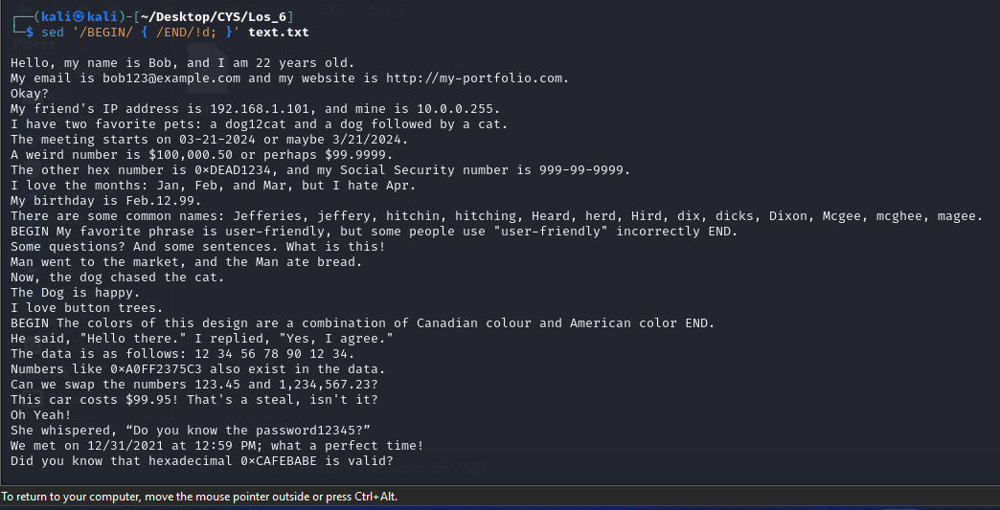 ┌──(kali㉿kali)-[~/Desktop/CYS/Los_6]
└─$ sed '/BEGIN/ { /END/!d; }' text.txt
Hello, my name is Bob, and I am 22 years old.
My email is bob123@example.com and my website is http://my-portfolio.com.
Okay?
My friend's IP address is 192.168.1.101, and mine is 10.0.0.255.
I have two favorite pets: a dog12cat and a dog followed by a cat.
The meeting starts on 03-21-2024 or maybe 3/21/2024.
A weird number is $100,000.50 or perhaps $99.9999.
The other hex number is 0×DEAD1234, and my Social Security number is 999-99-9999.
I love the months: Jan, Feb, and Mar, but I hate Apr.
My birthday is Feb.12.99.
There are some common names: Jefferies, jeffery, hitchin, hitching, Heard, herd, Hird, dix, dicks, Dixon, Mcgee, mcghee, magee.
BEGIN My favorite phrase is user-friendly, but some people use "user-friendly" incorrectly END.
Some questions? And some sentences. What is this!
Man went to the market, and the Man ate bread.
Now, the dog chased the cat.
The Dog is happy.
I love button trees.
BEGIN The colors of this design are a combination of Canadian colour and American color END.
He said, "Hello there." I replied, "Yes, I agree."
The data is as follows: 12 34 56 78 90 12 34.
Numbers like 0×A0FF2375C3 also exist in the data.
Can we swap the numbers 123.45 and 1,234,567.23?
This car costs $99.95! That's a steal, isn't it?
Oh Yeah!
She whispered, “Do you know the password12345?”
We met on 12/31/2021 at 12:59 PM; what a perfect time!
Did you know that hexadecimal 0×CAFEBABE is valid?
To return to your computer, move the mouse pointer outside or press Ctrl+Alt.